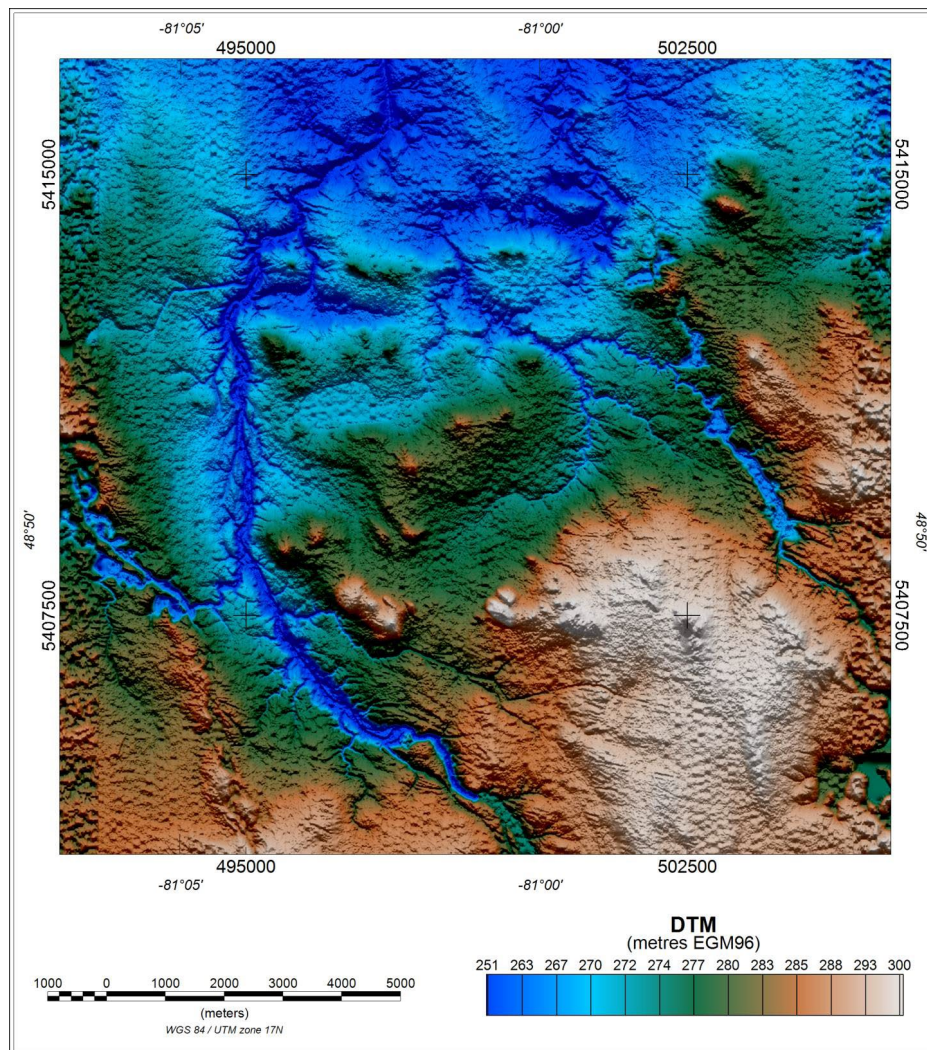 -81°05' -81°00'
495000 502500
5415000 5415000
48°50' 48°50'
5407500 5407500
495000 502500
-81°05' -81°00'
DTM
(metres EGM96)
251 263 267 270 272 274 277 280 283 285 288 293 300
1000 0 1000 2000 3000 4000 5000
(meters)
WGS 84 / UTM zone 17N